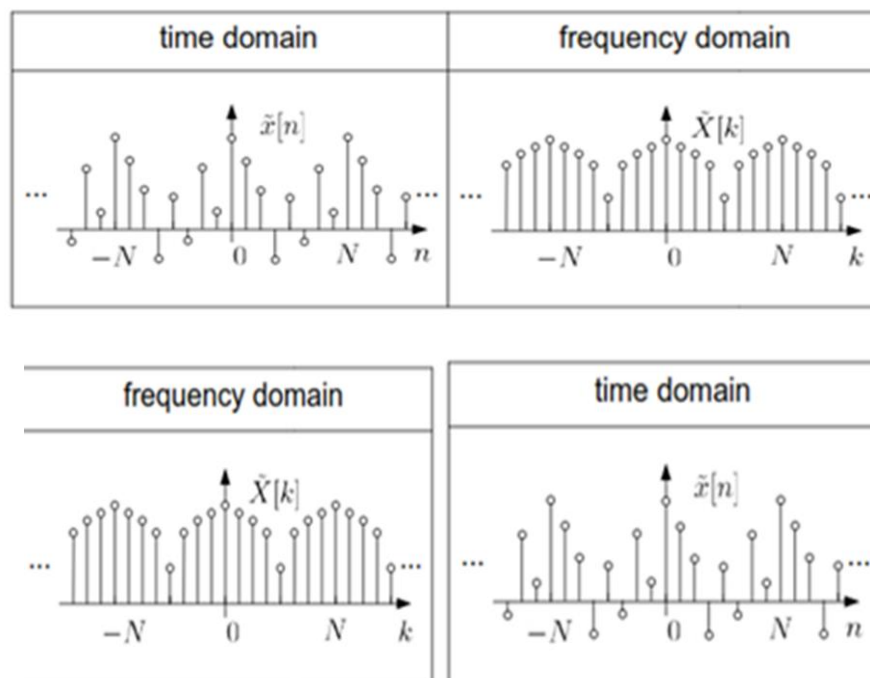 time domain
frequency domain
x̃[n]
X̃[k]
...
...
...
...
−N
0
N
n
−N
0
N
k
frequency domain
time domain
X̃[k]
x̃[n]
...
...
...
...
−N
0
N
k
−N
0
N
n